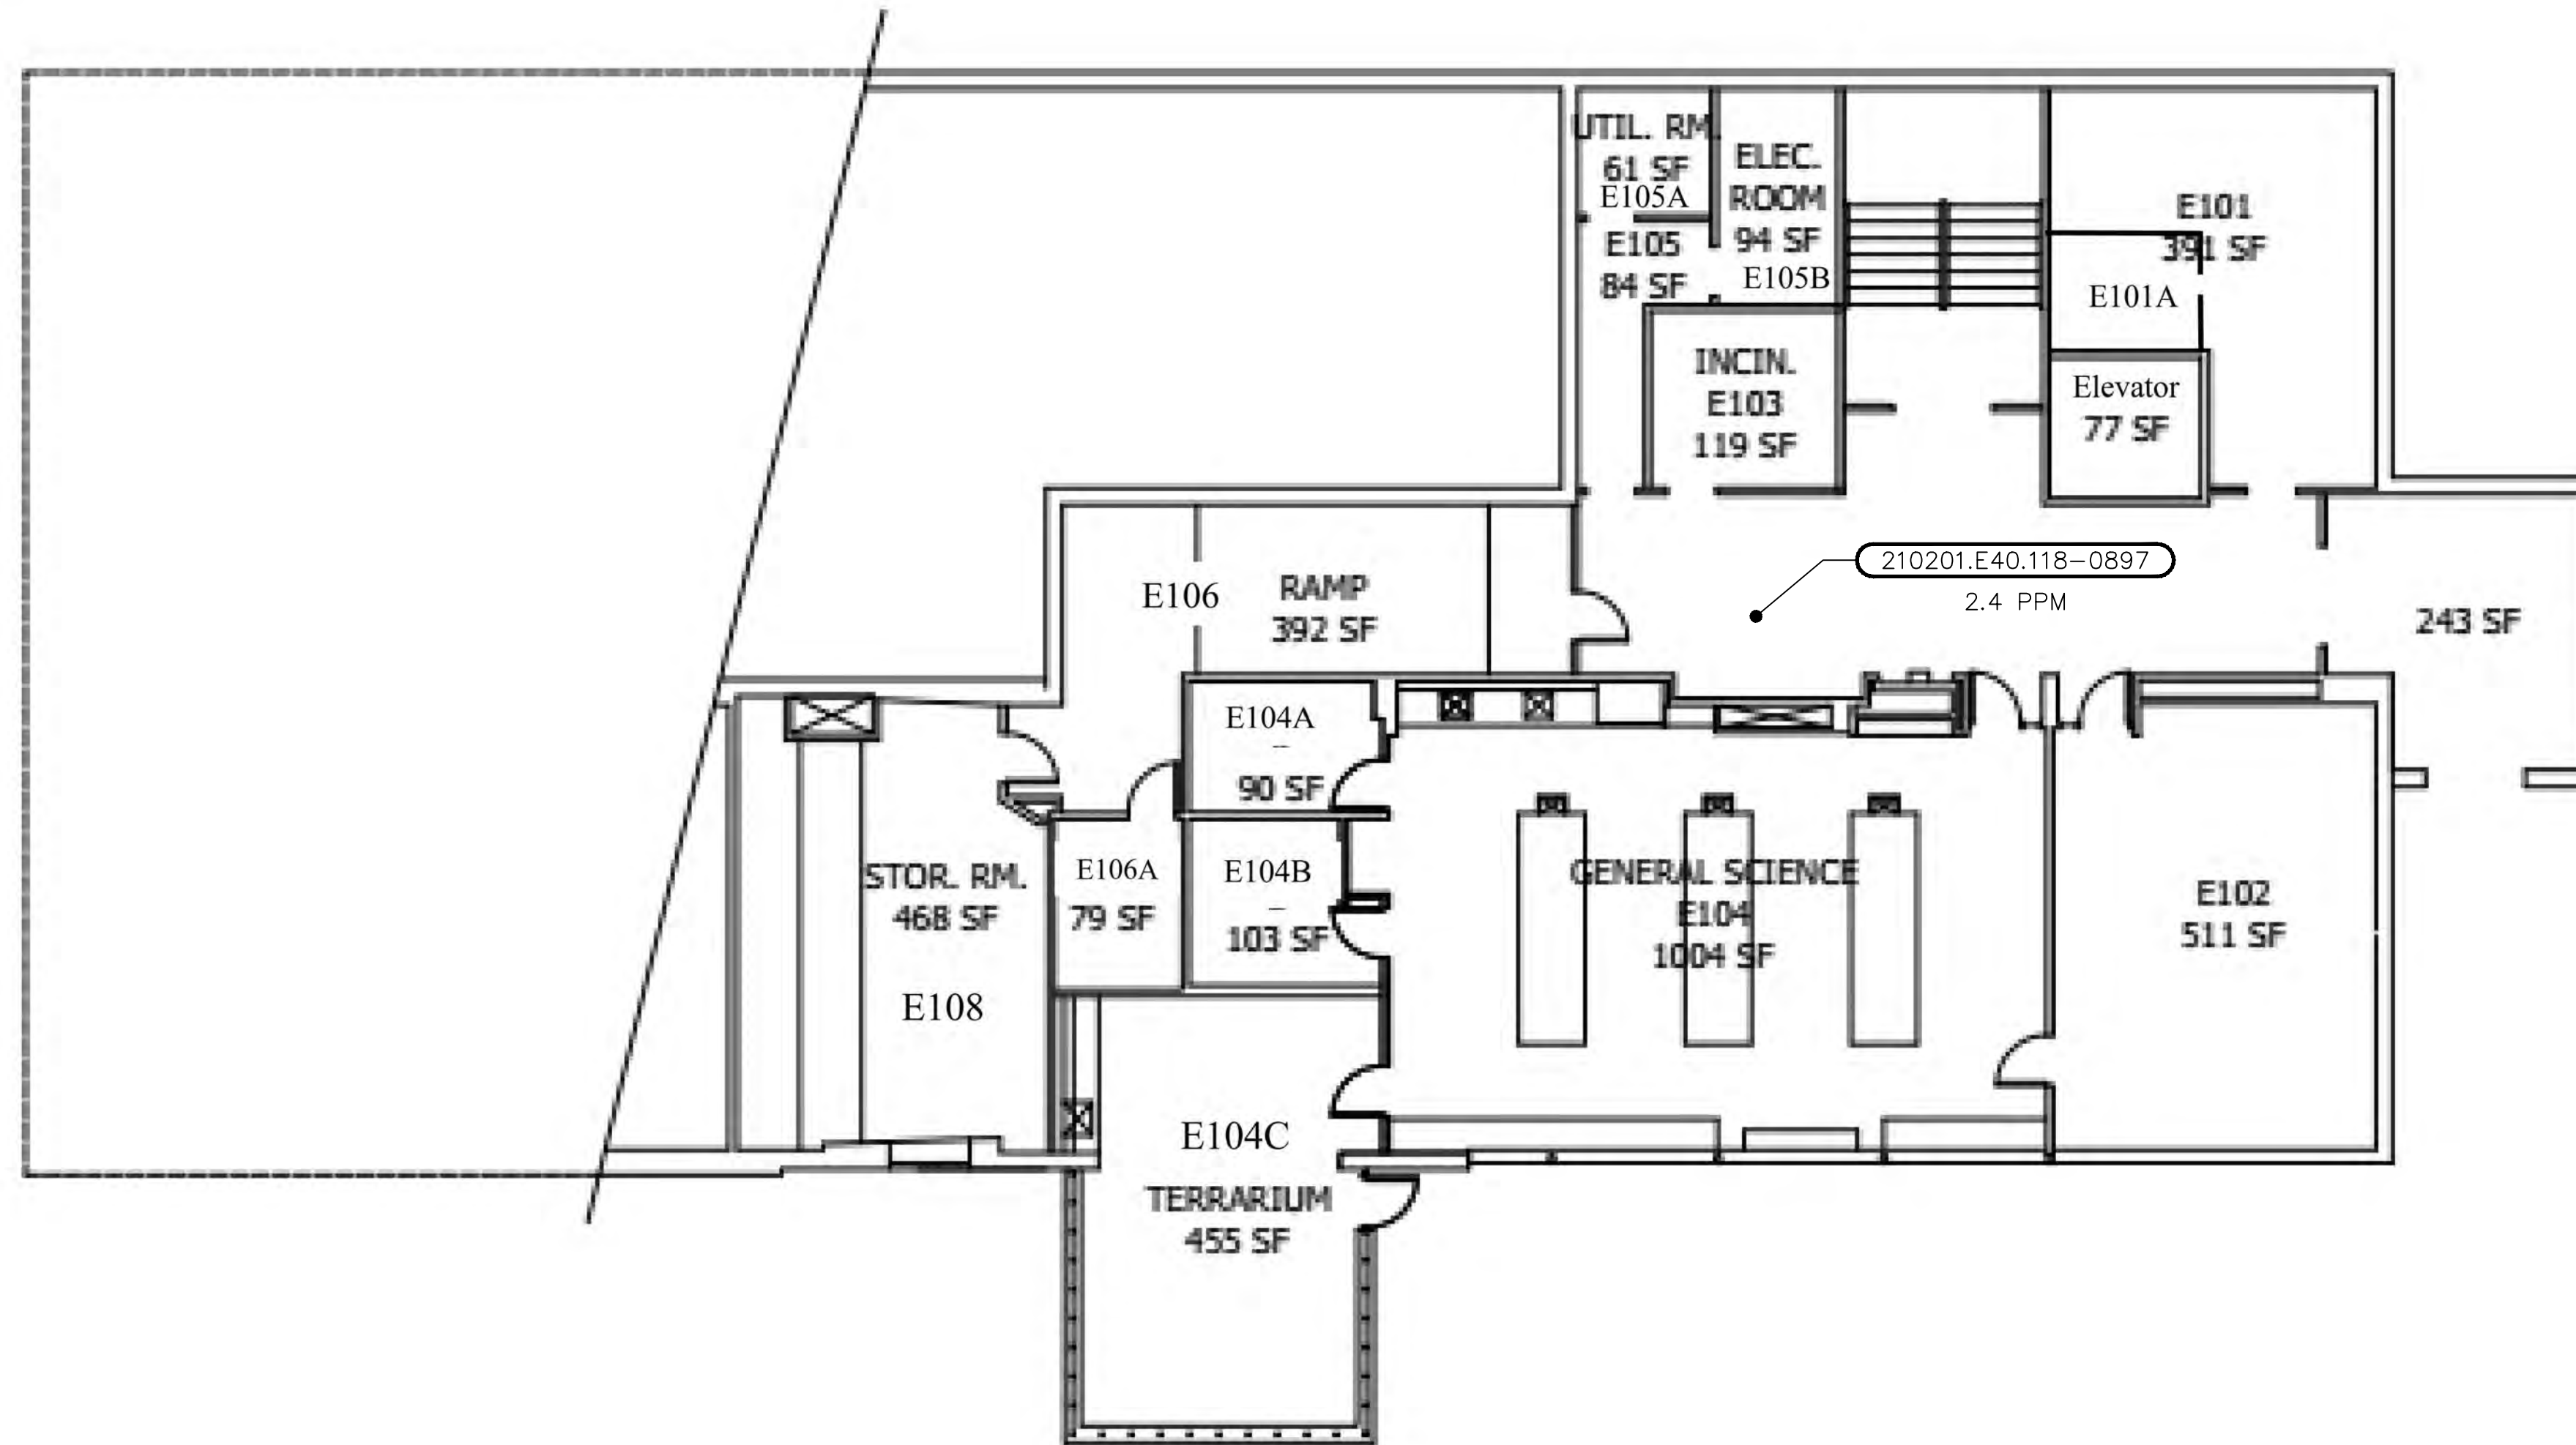 UTIL. RM.
61 SF
E105A
ELEC.
ROOM
94 SF
E105B
E105
84 SF
E101
391 SF
E101A
INCIN.
E103
119 SF
Elevator
77 SF
210201.E40.118-0897
2.4 PPM
E106
RAMP
392 SF
243 SF
E104A
90 SF
STOR. RM.
468 SF
E108
E106A
79 SF
E104B
103 SF
GENERAL SCIENCE
E104
1004 SF
E102
511 SF
E104C
TERRARIUM
455 SF